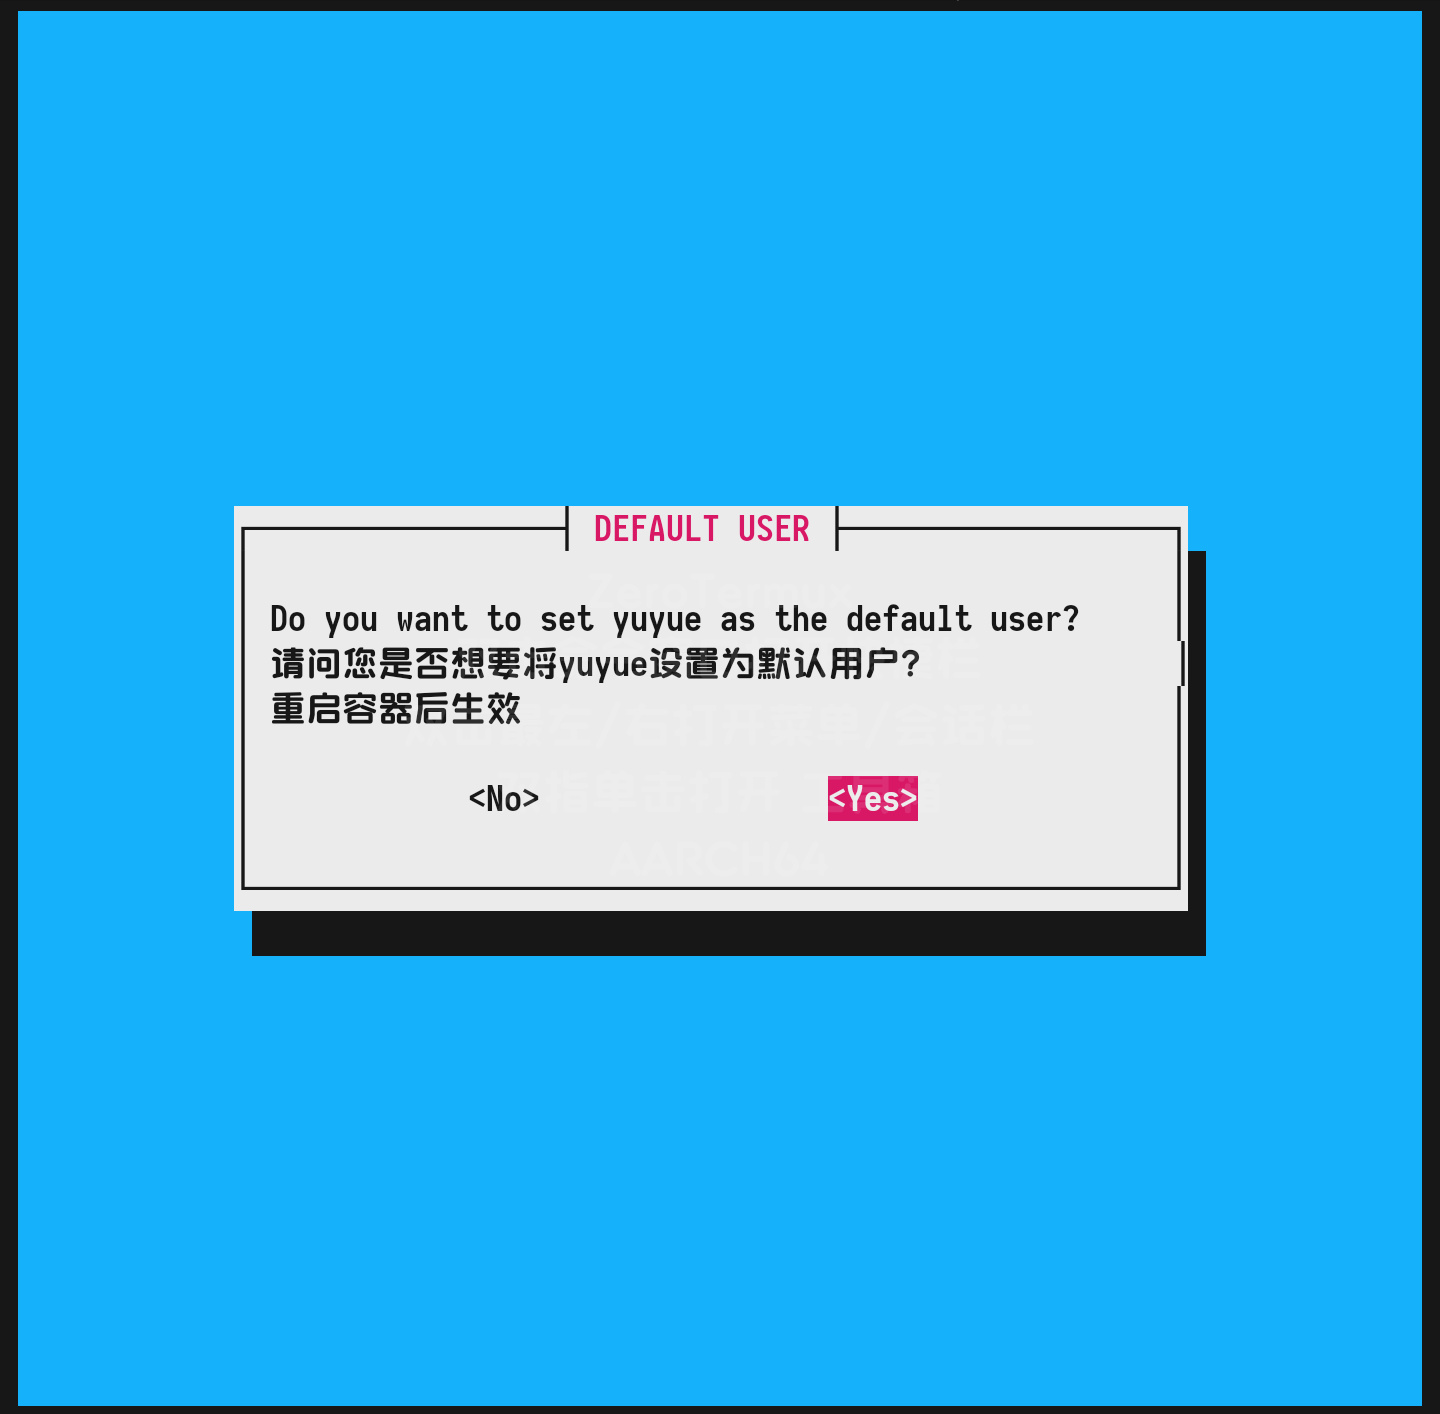 DEFAULT USER
ZeroTermux
Do you want to set yuyue as the default user?
请问您是否想要将yuyue设置为默认用户?
重启容器后生效
<No>
<Yes>
AARCH64